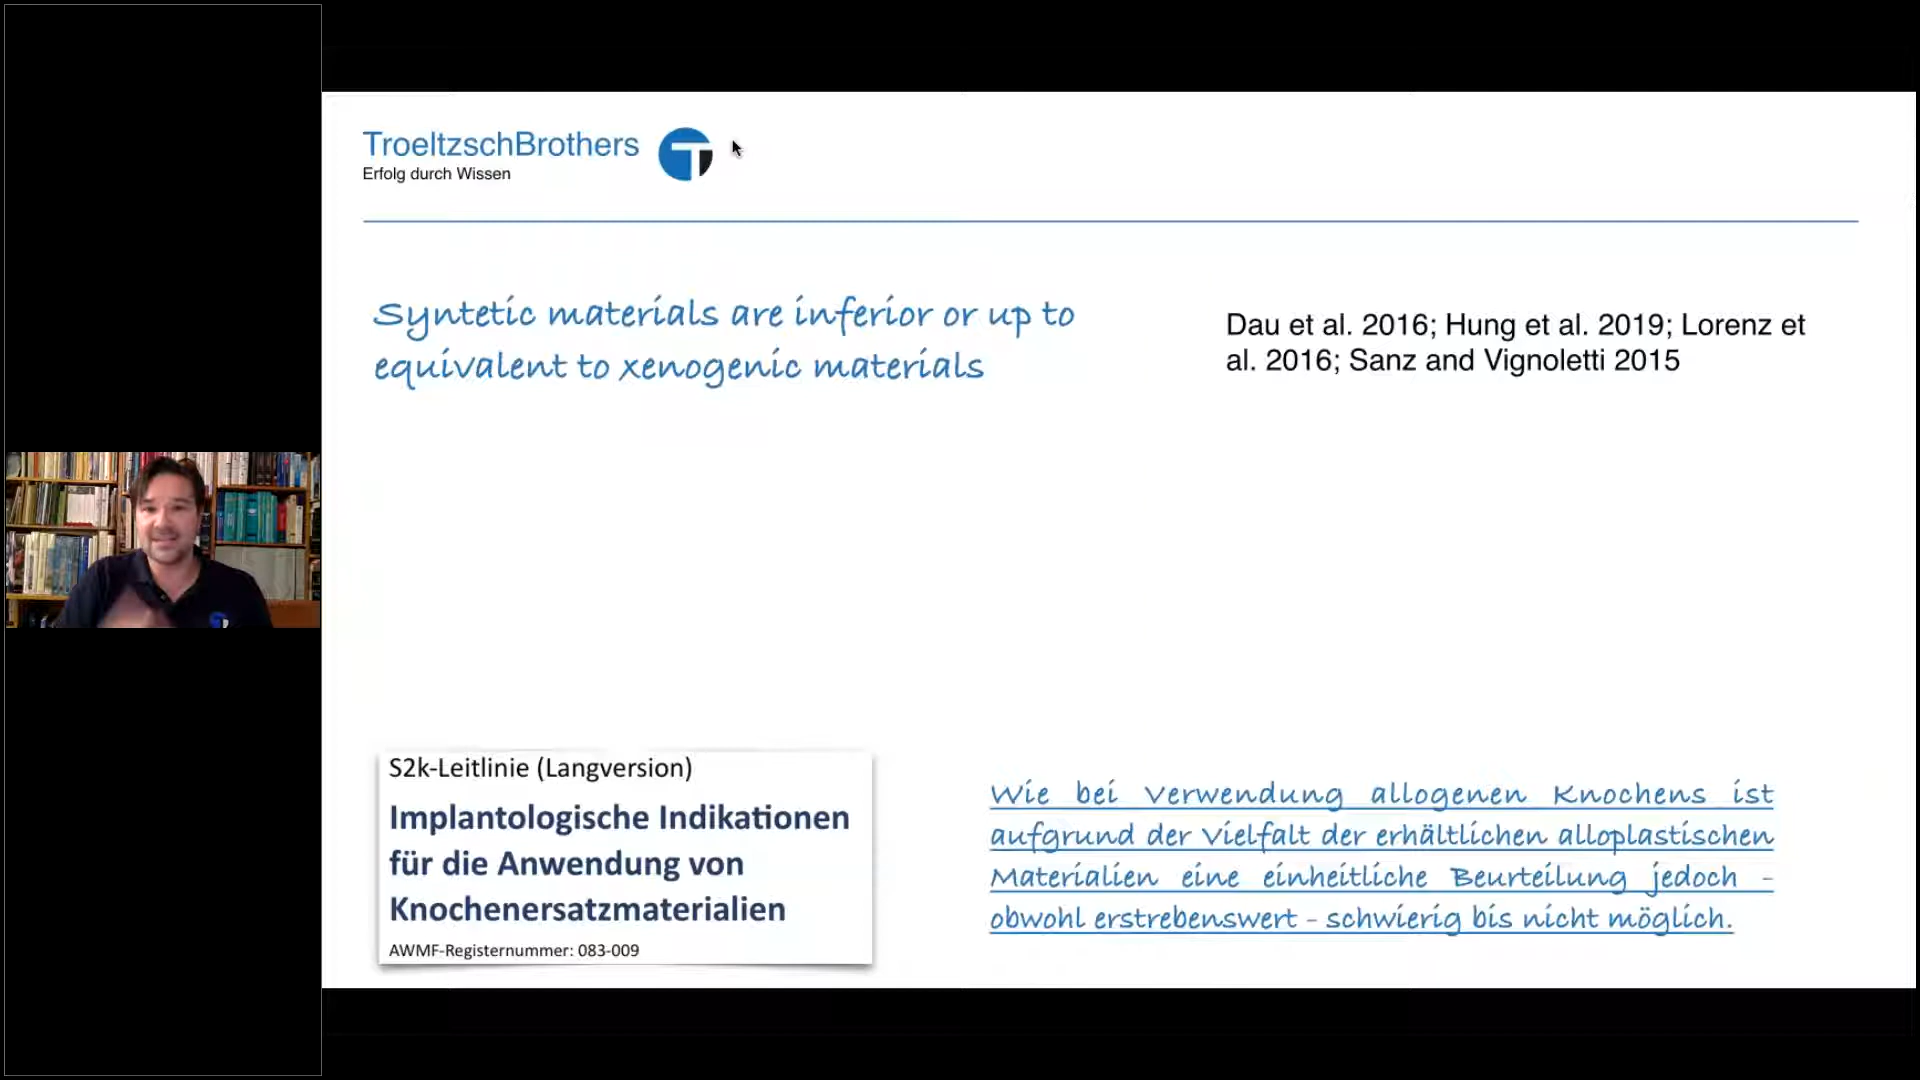 TroeltzschBrothers
Erfolg durch Wissen
Syntetic materials are inferior or up to
equivalent to xenogenic materials
Dau et al. 2016; Hung et al. 2019; Lorenz et
al. 2016; Sanz and Vignoletti 2015
S2k-Leitlinie (Langversion)
Implantologische Indikationen
für die Anwendung von
Knochenersatzmaterialien
AWMF-Registernummer: 083-009
Wie bei Verwendung allogenen Knochens ist
aufgrund der Vielfalt der erhältlichen alloplastischen
Materialien eine einheitliche Beurteilung jedoch -
obwohl erstrebenswert - schwierig bis nicht möglich.